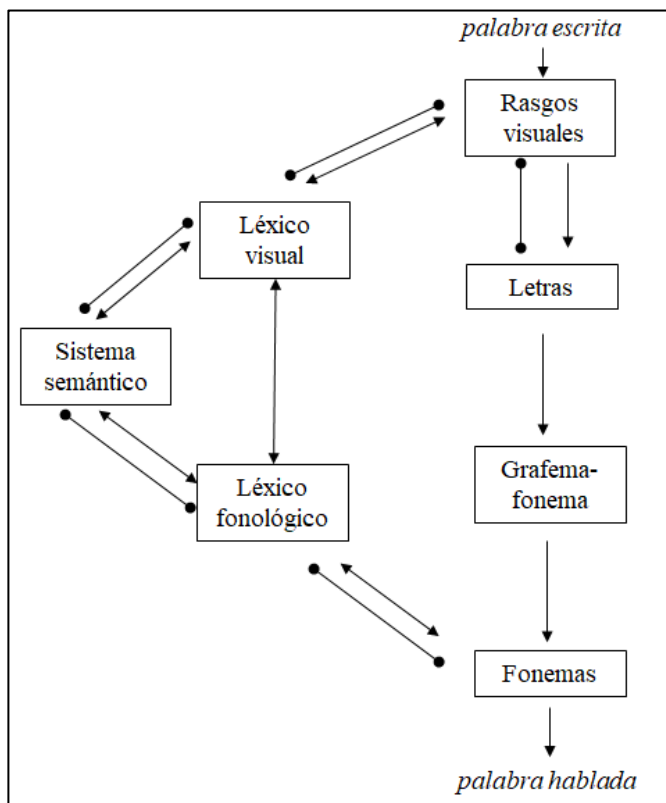 palabra escrita
Rasgos
visuales
Léxico
visual
Letras
Sistema
semántico
Grafema-
fonema
Léxico
fonológico
Fonemas
palabra hablada